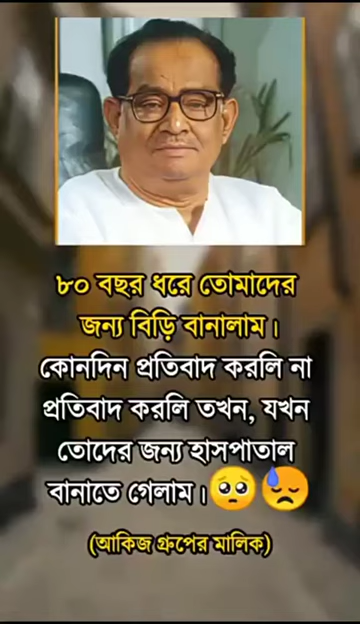 ৮০ বছর ধরে তোমাদের
জন্য বিড়ি বানালাম।
কোনদিন প্রতিবাদ করলি না
প্রতিবাদ করলি তখন, যখন
তোদের জন্য হাসপাতাল
বানাতে গেলাম।🥺😓
(আকিজ গ্রুপের মালিক)